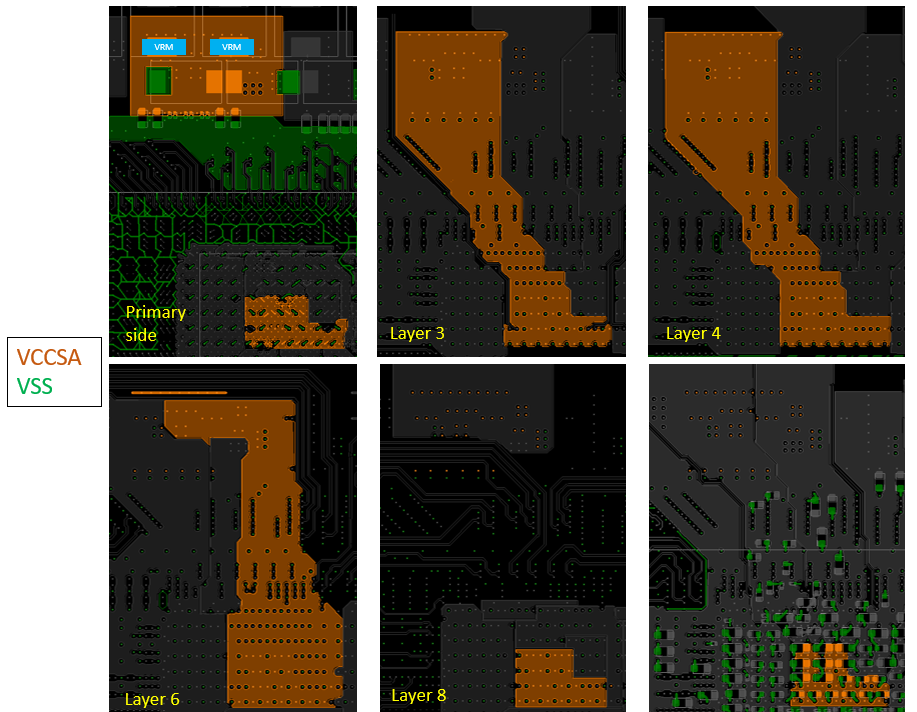 VRM VRM
Primary
side
Layer 3
Layer 4
VCCSA
VSS
Layer 6
Layer 8